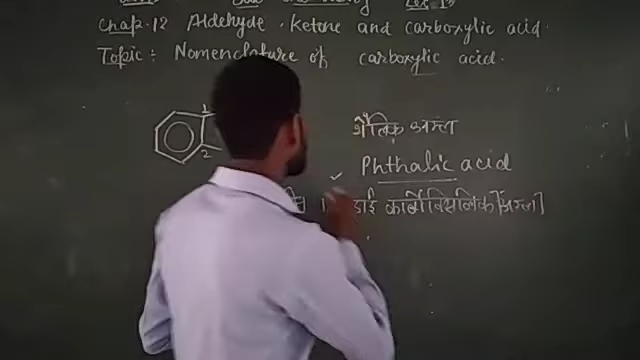 Chap. 12 Aldehyde . Ketone and carboxylic acid.
Topic : Nomenclature of carboxylic acid.
1
थैलिक अम्ल
2
✓ Phthalic acid
डाई कार्बोक्सिलिक अम्ल